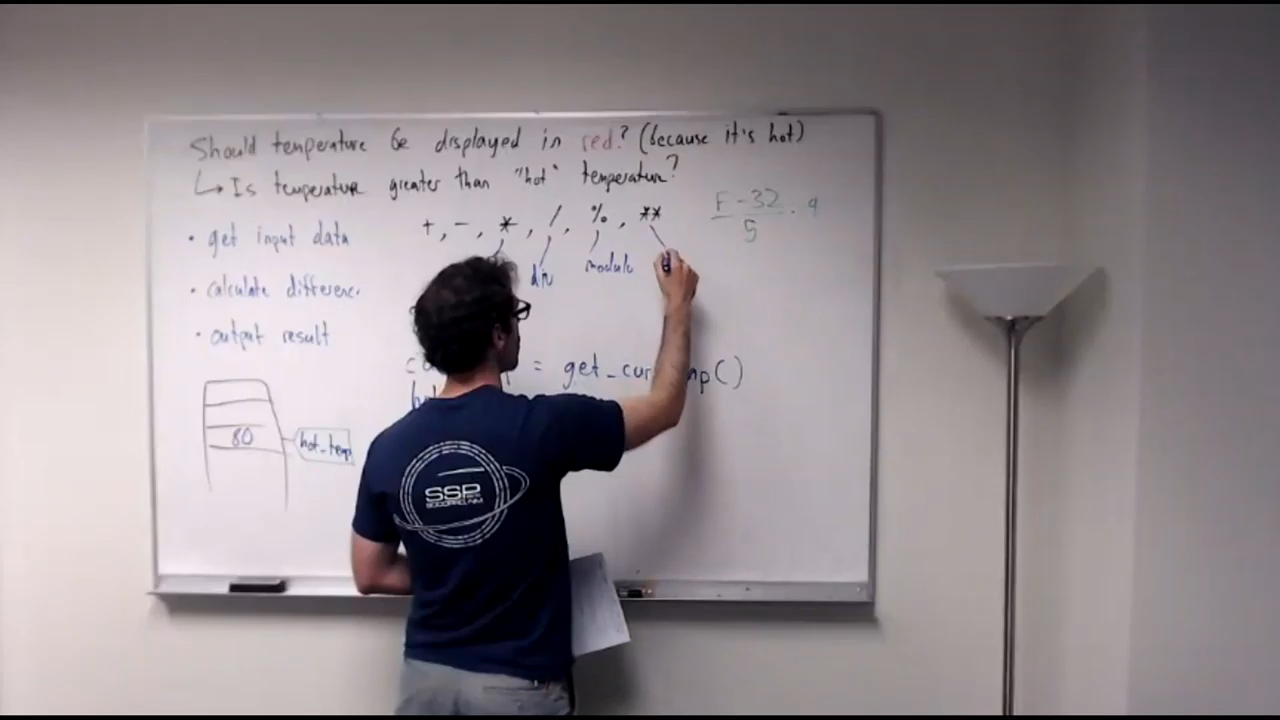 Should temperature be displayed in red? (because it's hot)
↳ Is temperature greater than "hot" temperature?
+, -, *, /, %, **
F - 32
5
. 9
• get input data
div
modulo
• calculate difference
• output result
= get_cur
mp()
80
hot_temp
SSP